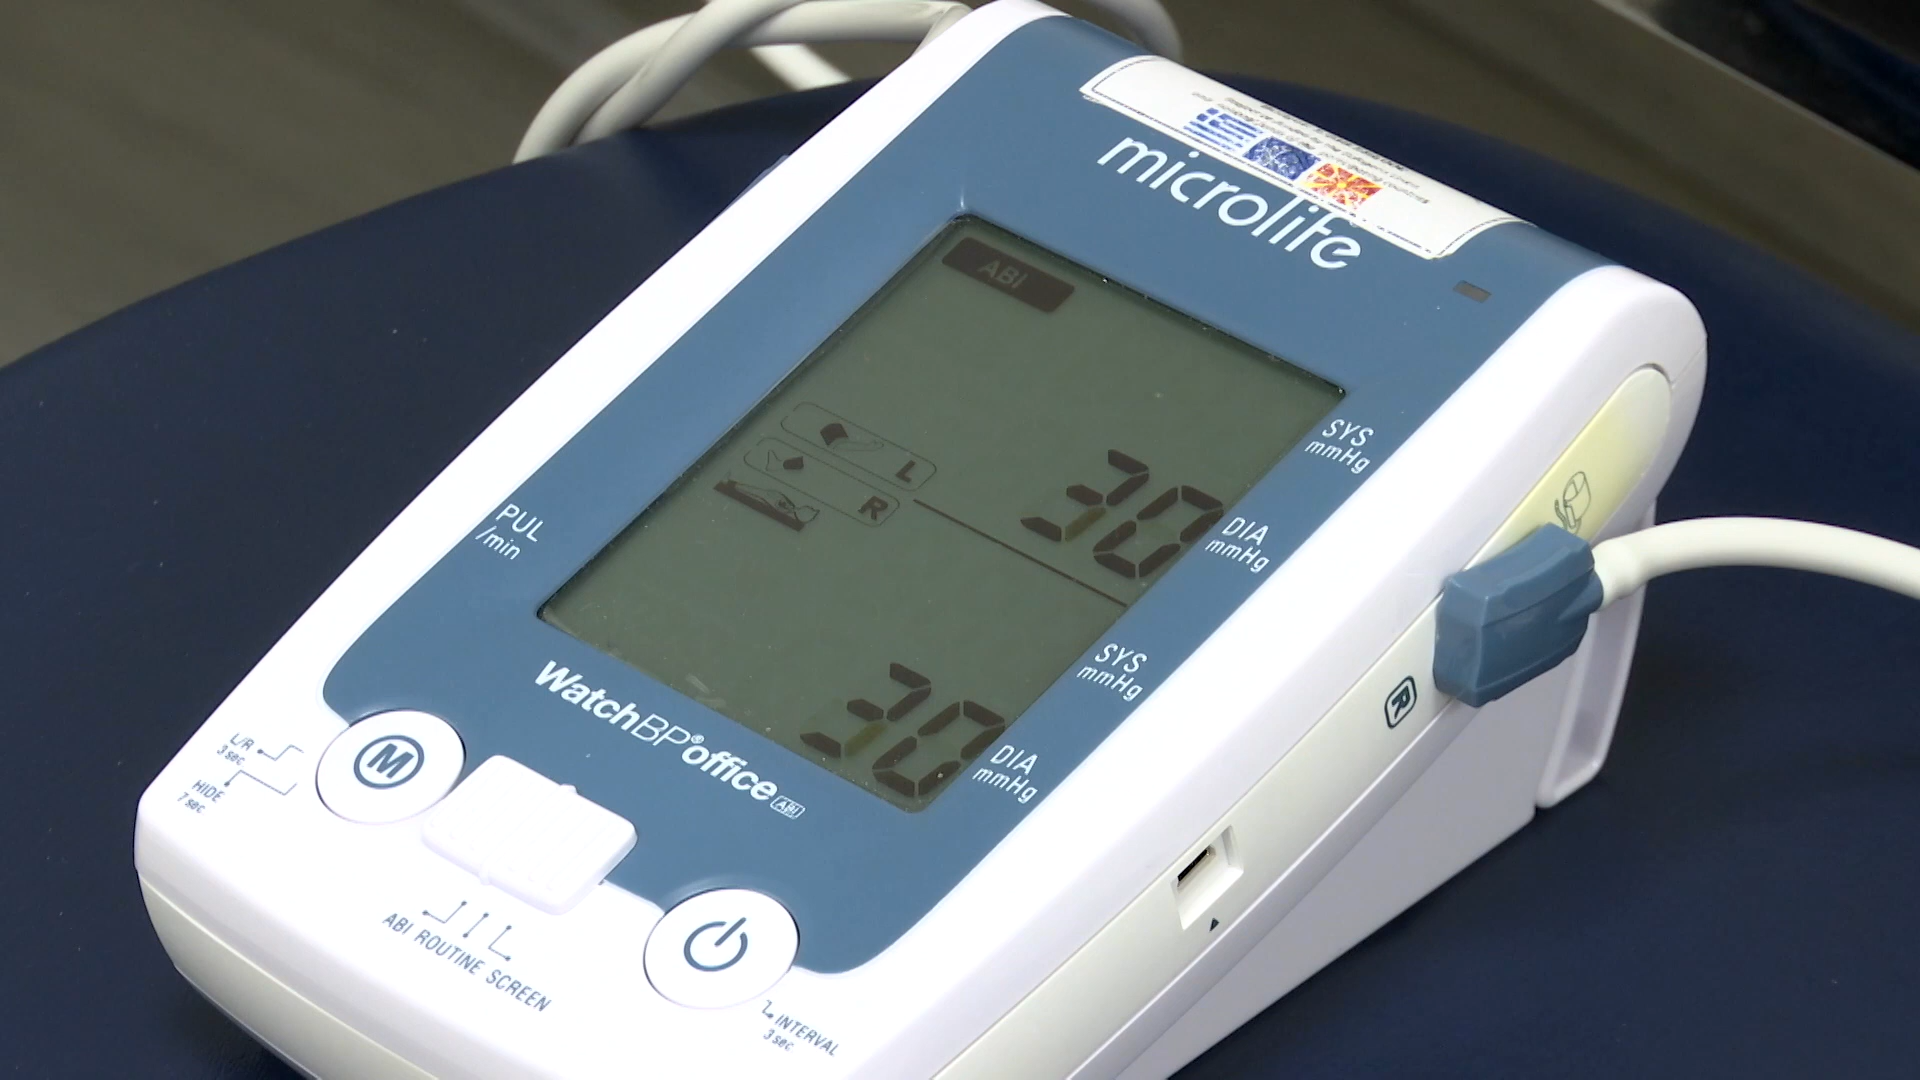 microlife
ABI
SYS
mmHg
L
30
R
DIA
mmHg
PUL
/min
SYS
mmHg
30
DIA
mmHg
WatchBP® office ABI
R
L/R
3 sec
M
HIDE
7 sec
ABI ROUTINE SCREEN
INTERVAL
3 sec